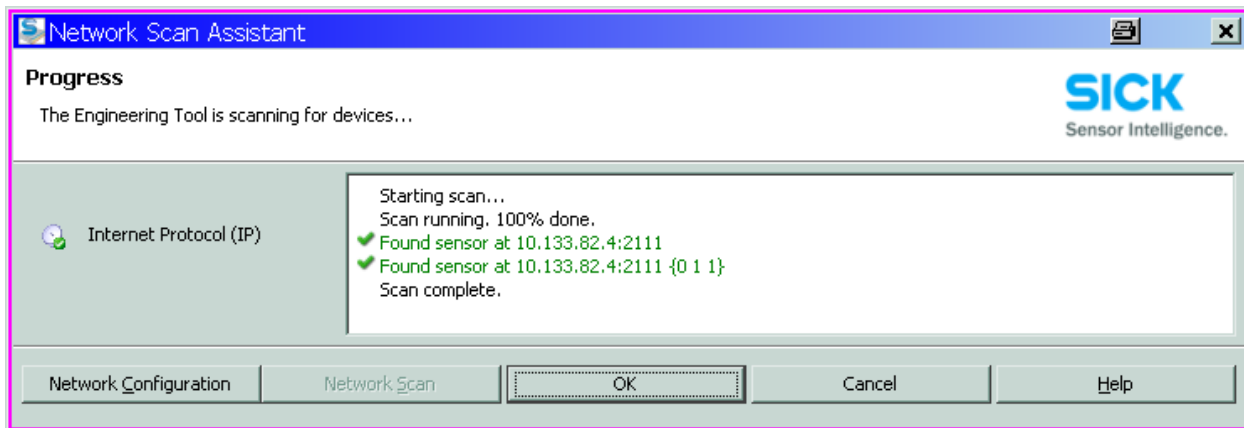 Network Scan Assistant
Progress
The Engineering Tool is scanning for devices...
SICK
Sensor Intelligence.
Internet Protocol (IP)
Starting scan...
Scan running. 100% done.
Found sensor at 10.133.82.4:2111
Found sensor at 10.133.82.4:2111 {0 1 1}
Scan complete.
Network Configuration
Network Scan
OK
Cancel
Help